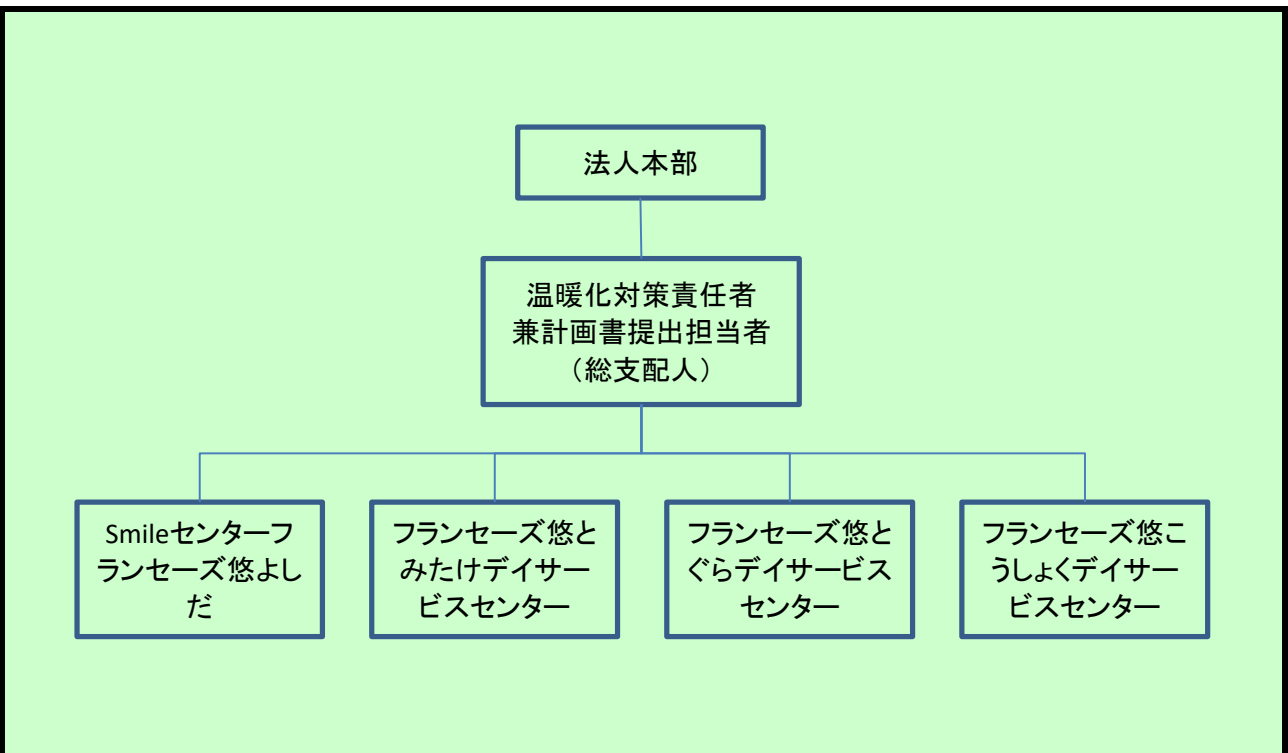 法人本部
温暖化対策責任者
兼計画書提出担当者
（総支配人）
Smileセンターフ
ランセーズ悠よし
だ
フランセーズ悠と
みたけデイサー
ビスセンター
フランセーズ悠と
ぐらデイサービス
センター
フランセーズ悠こ
うしょくデイサー
ビスセンター